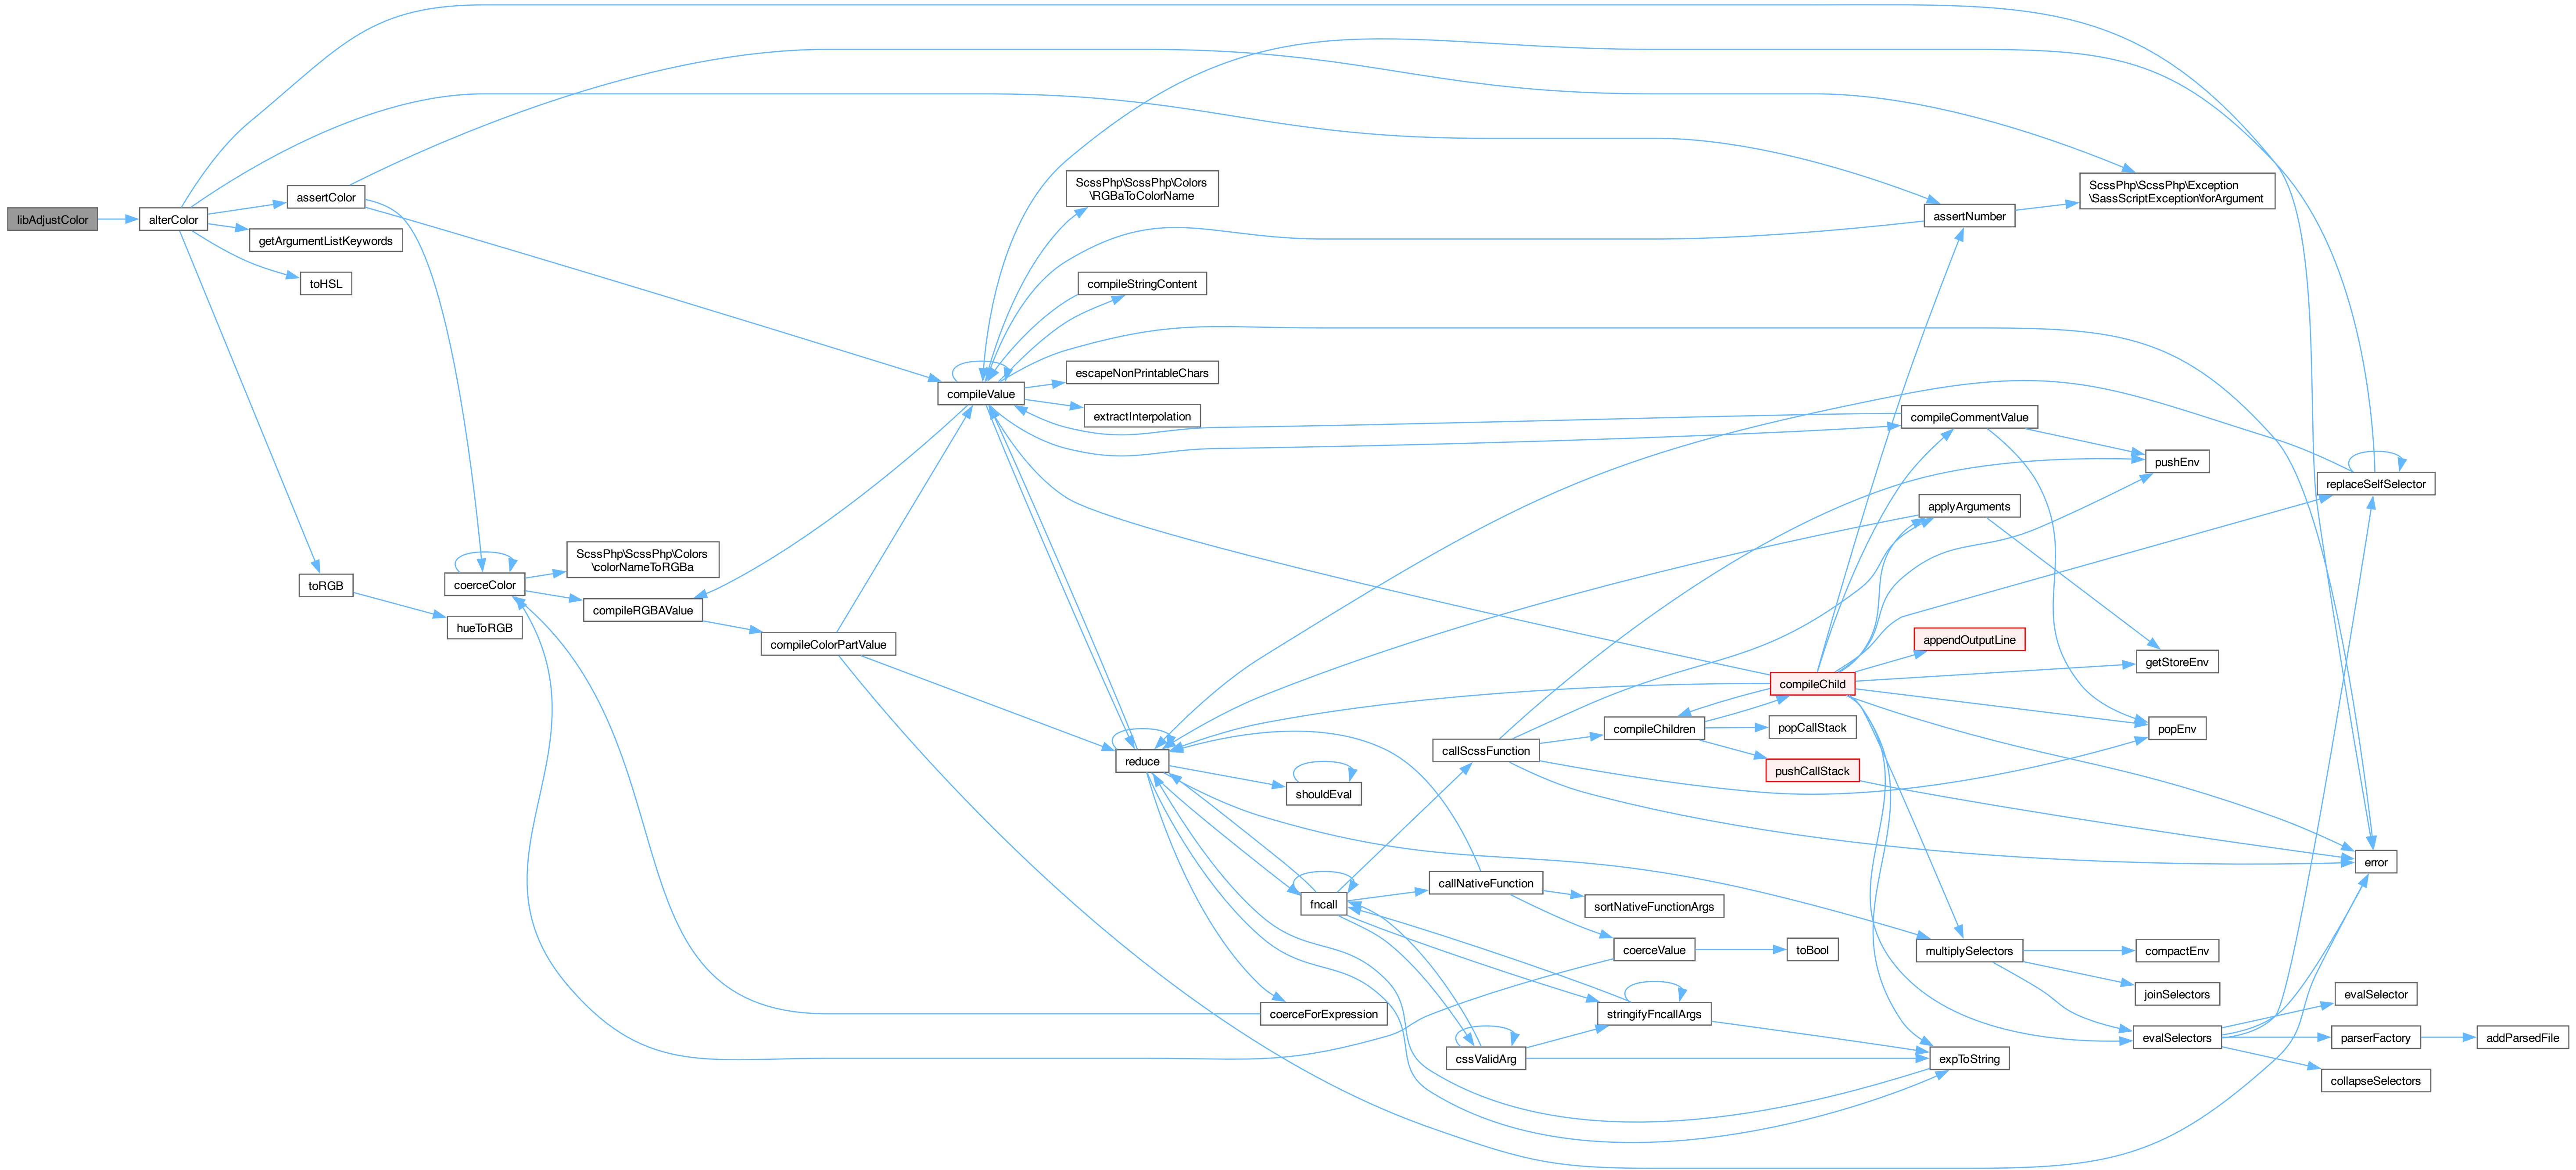 libAdjustColor
alterColor
assertColor
getArgumentListKeywords
toHSL
toRGB
hueToRGB
coerceColor
ScssPhp\ScssPhp\Colors
\colorNameToRGBa
compileRGBAValue
compileColorPartValue
compileValue
ScssPhp\ScssPhp\Colors
\RGBaToColorName
compileStringContent
escapeNonPrintableChars
extractInterpolation
reduce
shouldEval
fncall
coerceForExpression
callScssFunction
callNativeFunction
cssValidArg
compileChildren
sortNativeFunctionArgs
coerceValue
stringifyFncallArgs
compileChild
popCallStack
pushCallStack
toBool
assertNumber
compileCommentValue
applyArguments
appendOutputLine
multiplySelectors
expToString
ScssPhp\ScssPhp\Exception
\SassScriptException\forArgument
pushEnv
getStoreEnv
popEnv
compactEnv
joinSelectors
evalSelectors
replaceSelfSelector
error
evalSelector
parserFactory
collapseSelectors
addParsedFile